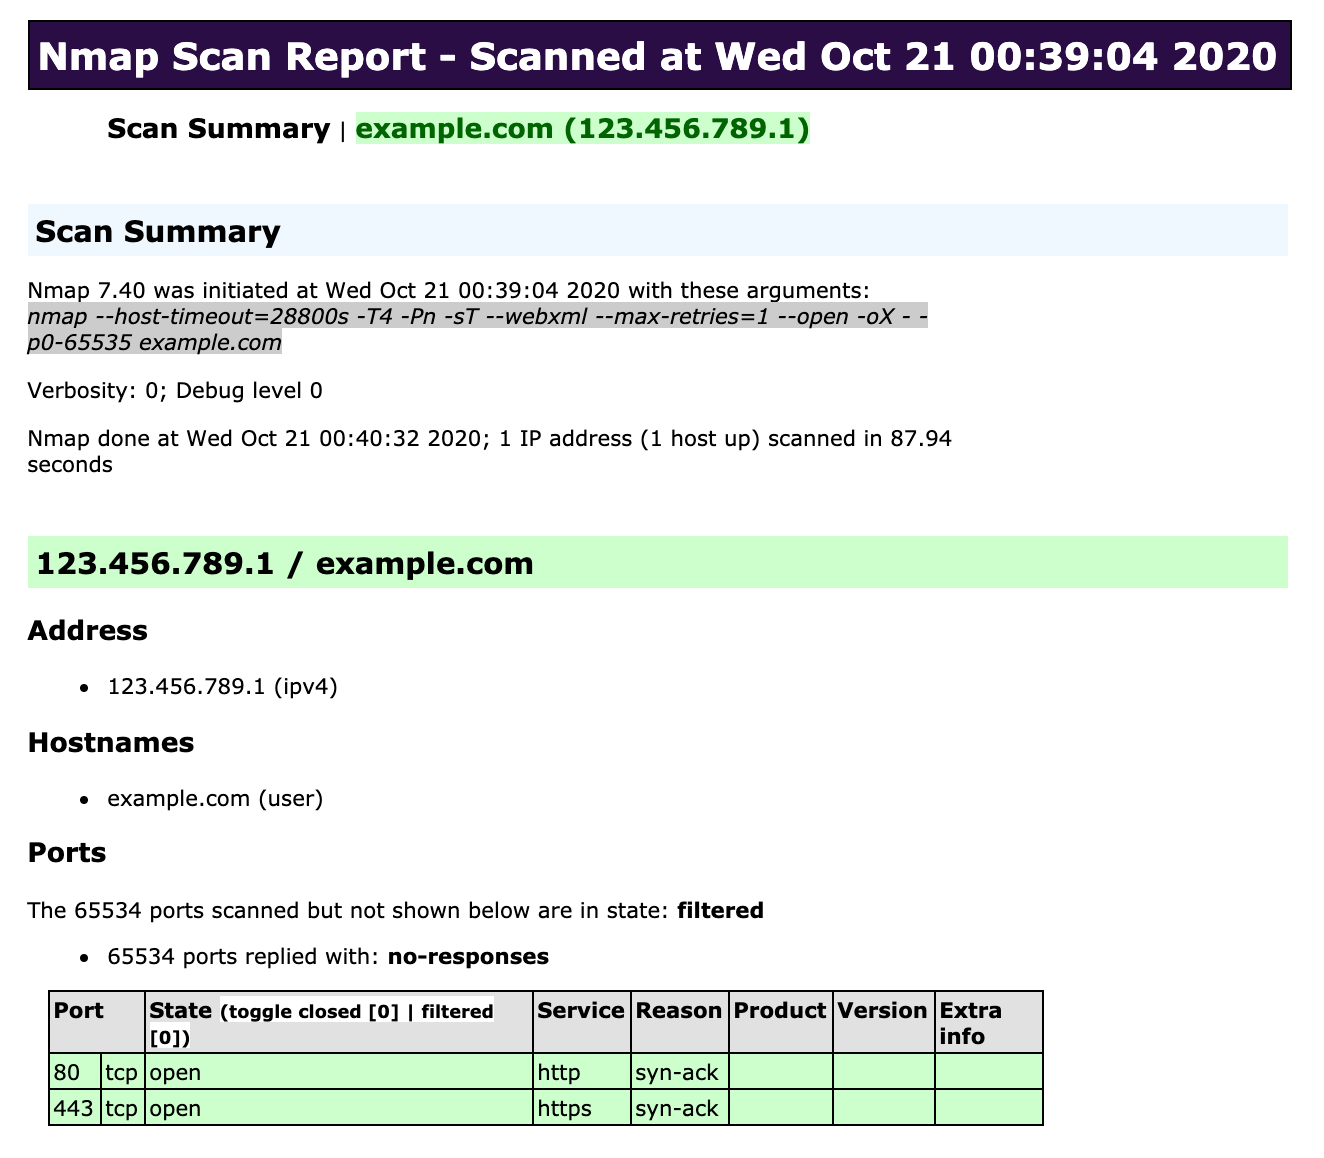 Nmap Scan Report - Scanned at Wed Oct 21 00:39:04 2020
Scan Summary | example.com (123.456.789.1)
Scan Summary
Nmap 7.40 was initiated at Wed Oct 21 00:39:04 2020 with these arguments:
nmap --host-timeout=28800s -T4 -Pn -sT --webxml --max-retries=1 --open -oX - -
p0-65535 example.com
Verbosity: 0; Debug level 0
Nmap done at Wed Oct 21 00:40:32 2020; 1 IP address (1 host up) scanned in 87.94
seconds
123.456.789.1 / example.com
Address
• 123.456.789.1 (ipv4)
Hostnames
• example.com (user)
Ports
The 65534 ports scanned but not shown below are in state: filtered
• 65534 ports replied with: no-responses
Port State (toggle closed [0] | filtered [0]) Service Reason Product Version Extra info
80 tcp open http syn-ack
443 tcp open https syn-ack